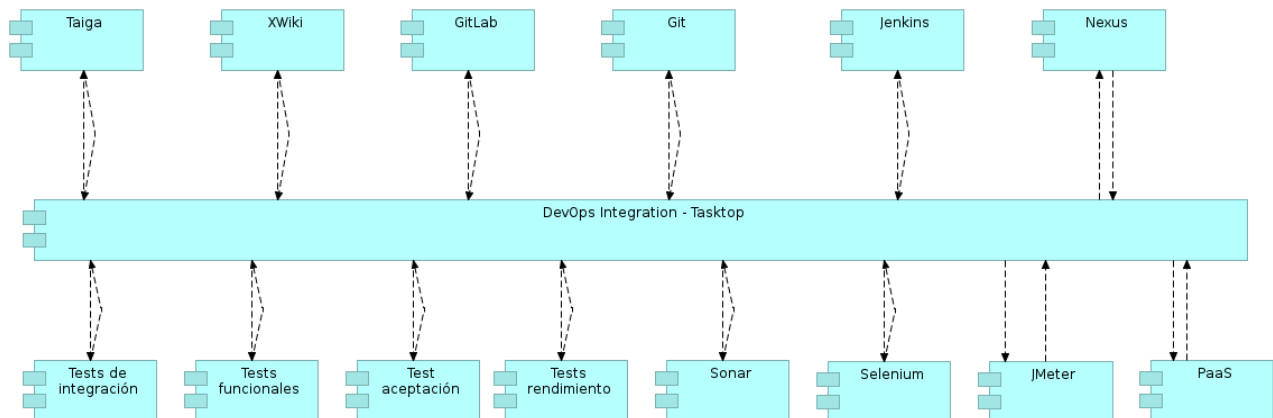 Taiga
XWiki
GitLab
Git
Jenkins
Nexus
DevOps Integration - Tasktop
Tests de
integración
Tests
funcionales
Test
aceptación
Tests
rendimiento
Sonar
Selenium
JMeter
PaaS